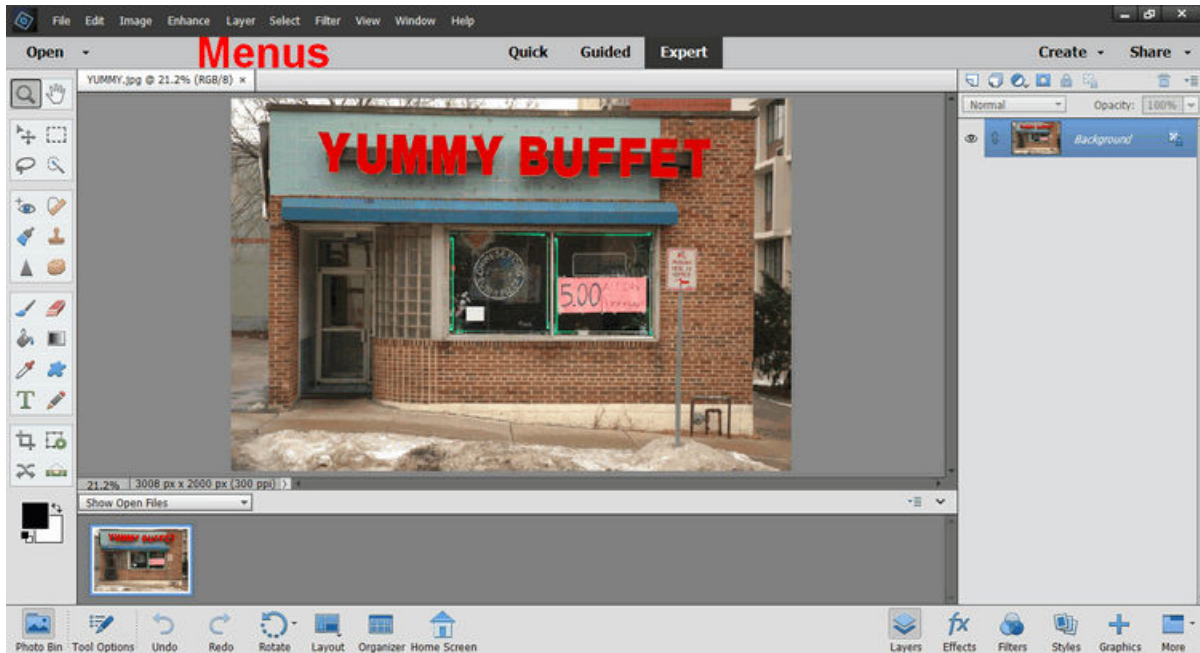 File Edit Image Enhance Layer Select Filter View Window Help
Open Menus Quick Guided Expert Create Share
YUMMY.jpg @ 21.2% (RGB/8) ×
Normal Opacity: 100%
Background
YUMMY BUFFET
5.00
21.2% 3008 px x 2000 px (300 ppi)
Show Open Files
YUMMY BUFFET
Photo Bin Tool Options Undo Redo Rotate Layout Organizer Home Screen Layers Effects Filters Styles Graphics More